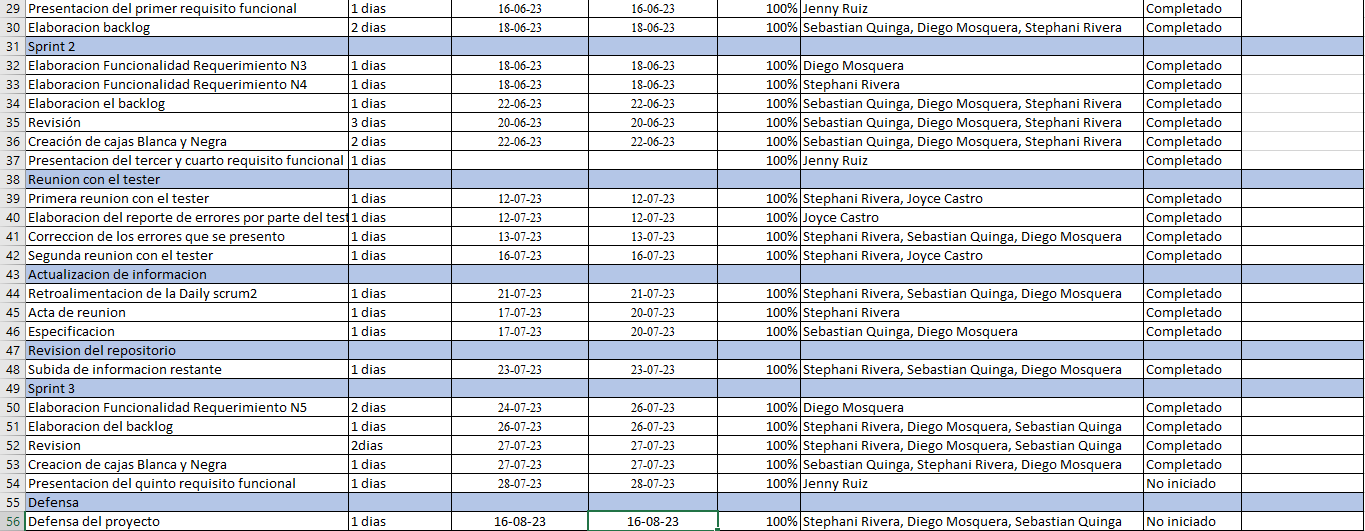 29 Presentacion del primer requisito funcional 1 dias 16-06-23 16-06-23 100% Jenny Ruiz Completado
30 Elaboracion backlog 2 dias 18-06-23 18-06-23 100% Sebastian Quinga, Diego Mosquera, Stephani Rivera Completado
31 Sprint 2
32 Elaboracion Funcionalidad Requerimiento N3 1 dias 18-06-23 18-06-23 100% Diego Mosquera Completado
33 Elaboracion Funcionalidad Requerimiento N4 1 dias 18-06-23 18-06-23 100% Stephani Rivera Completado
34 Elaboracion el backlog 1 dias 22-06-23 22-06-23 100% Sebastian Quinga, Diego Mosquera, Stephani Rivera Completado
35 Revisión 3 dias 20-06-23 20-06-23 100% Sebastian Quinga, Diego Mosquera, Stephani Rivera Completado
36 Creación de cajas Blanca y Negra 2 dias 22-06-23 22-06-23 100% Sebastian Quinga, Diego Mosquera, Stephani Rivera Completado
37 Presentacion del tercer y cuarto requisito funcional 1 dias 100% Jenny Ruiz Completado
38 Reunion con el tester
39 Primera reunion con el tester 1 dias 12-07-23 12-07-23 100% Stephani Rivera, Joyce Castro Completado
40 Elaboracion del reporte de errores por parte del test 1 dias 12-07-23 12-07-23 100% Joyce Castro Completado
41 Correccion de los errores que se presento 1 dias 13-07-23 13-07-23 100% Stephani Rivera, Sebastian Quinga, Diego Mosquera Completado
42 Segunda reunion con el tester 1 dias 16-07-23 16-07-23 100% Stephani Rivera, Joyce Castro Completado
43 Actualizacion de informacion
44 Retroalimentacion de la Daily scrum2 1 dias 21-07-23 21-07-23 100% Stephani Rivera, Sebastian Quinga, Diego Mosquera Completado
45 Acta de reunion 1 dias 17-07-23 20-07-23 100% Stephani Rivera Completado
46 Especificacion 1 dias 17-07-23 20-07-23 100% Sebastian Quinga, Diego Mosquera Completado
47 Revision del repositorio
48 Subida de informacion restante 1 dias 23-07-23 23-07-23 100% Stephani Rivera, Sebastian Quinga, Diego Mosquera Completado
49 Sprint 3
50 Elaboracion Funcionalidad Requerimiento N5 2 dias 24-07-23 26-07-23 100% Diego Mosquera Completado
51 Elaboracion del backlog 1 dias 26-07-23 26-07-23 100% Stephani Rivera, Diego Mosquera, Sebastian Quinga Completado
52 Revision 2dias 27-07-23 27-07-23 100% Stephani Rivera, Diego Mosquera, Sebastian Quinga Completado
53 Creacion de cajas Blanca y Negra 1 dias 27-07-23 27-07-23 100% Sebastian Quinga, Stephani Rivera, Diego Mosquera Completado
54 Presentacion del quinto requisito funcional 1 dias 28-07-23 28-07-23 100% Jenny Ruiz No iniciado
55 Defensa
56 Defensa del proyecto 1 dias 16-08-23 16-08-23 100% Stephani Rivera, Diego Mosquera, Sebastian Quinga No iniciado